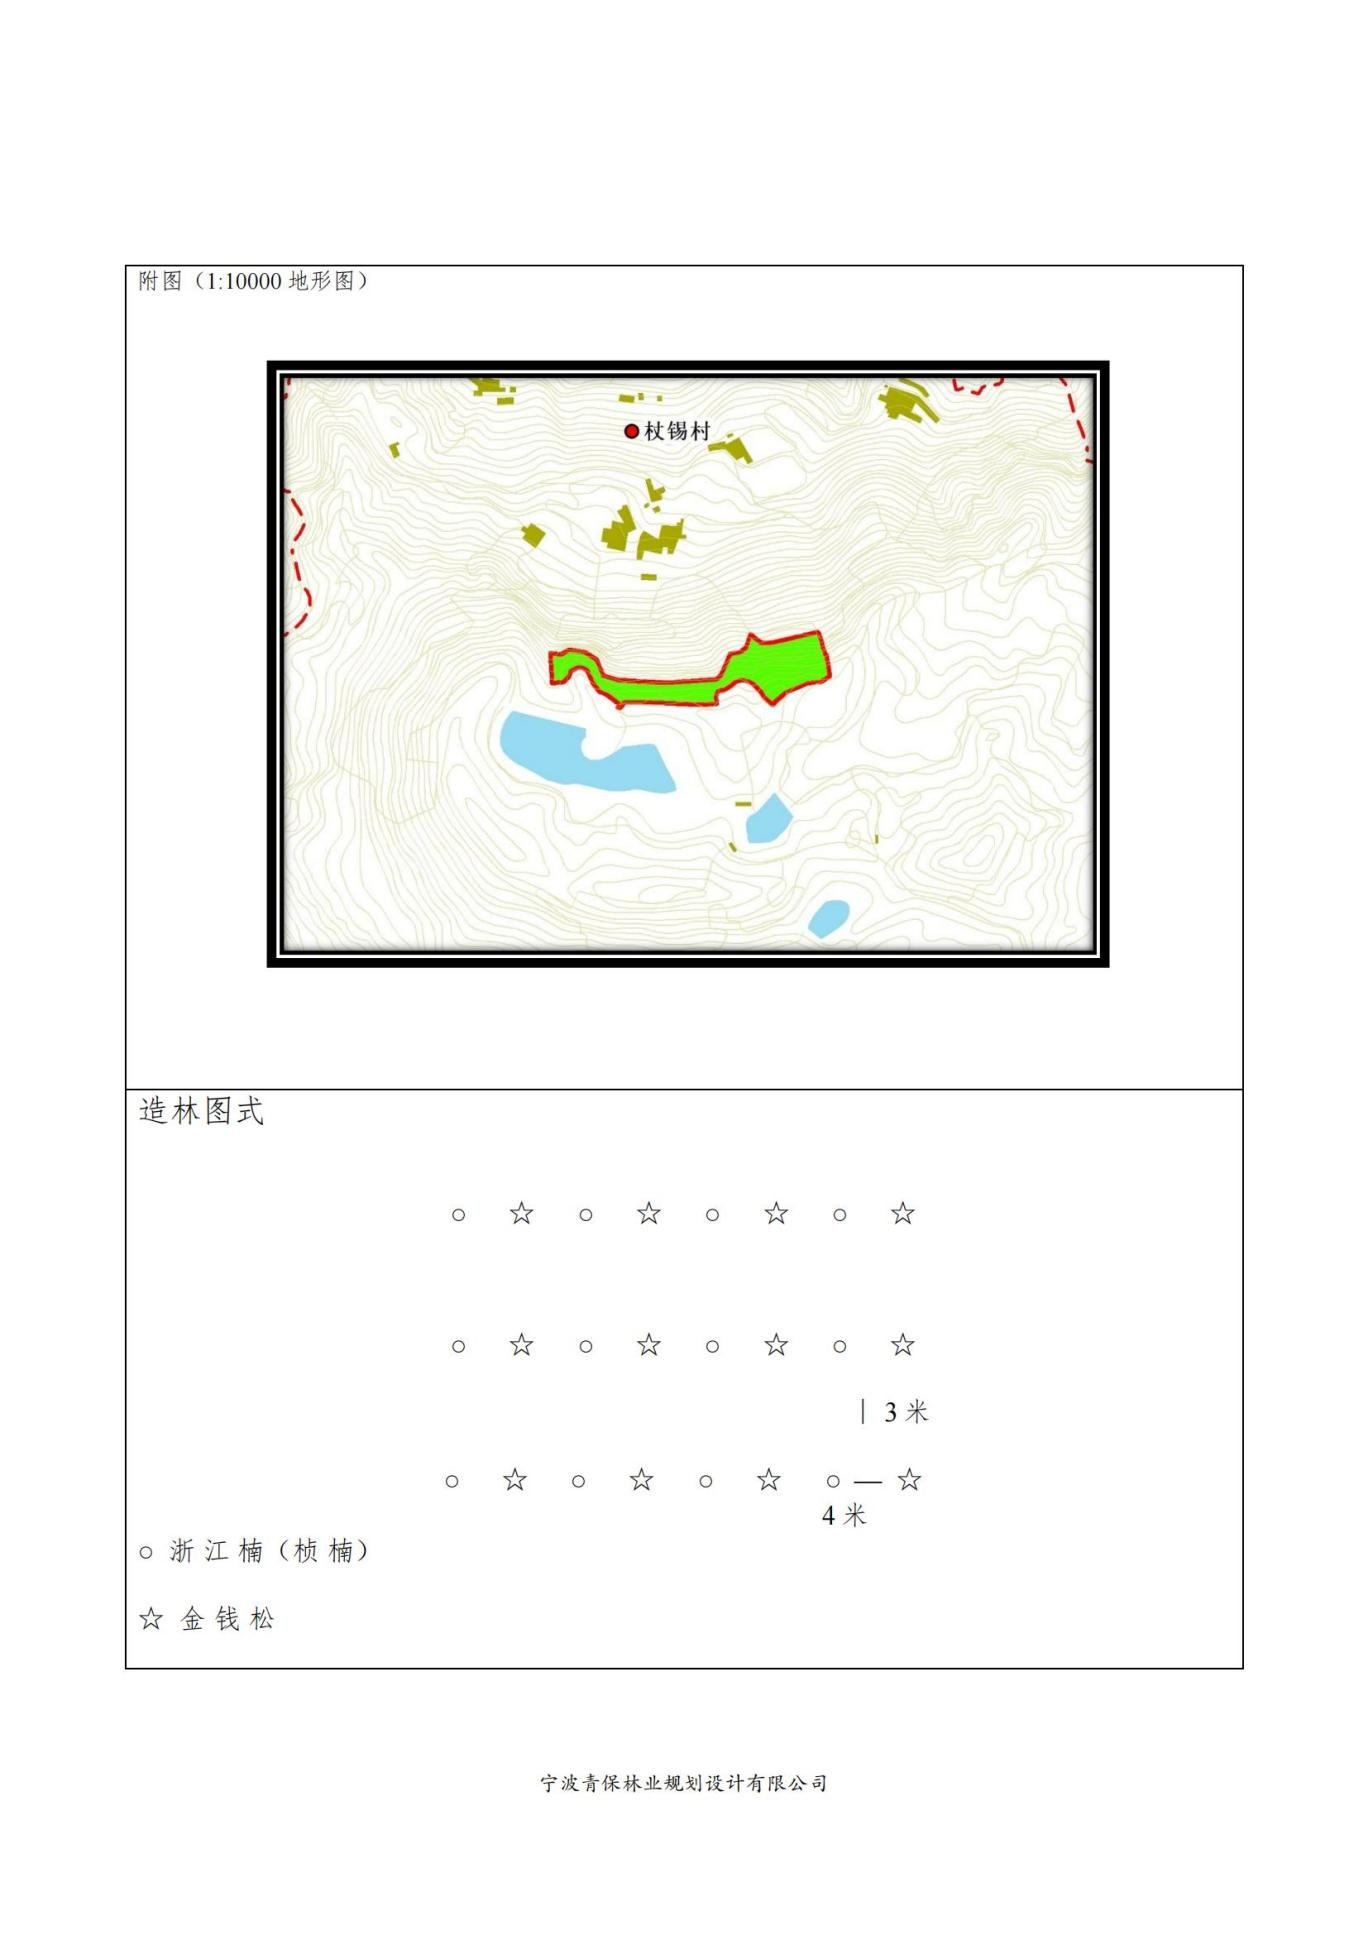 附图（1:10000 地形图）
杖锡村
造林图式
○ ☆ ○ ☆ ○ ☆ ○ ☆
○ ☆ ○ ☆ ○ ☆ ○ ☆
｜ 3 米
○ ☆ ○ ☆ ○ ☆ ○ — ☆
4 米
○ 浙江楠（桢楠）
☆ 金钱松
宁波青保林业规划设计有限公司